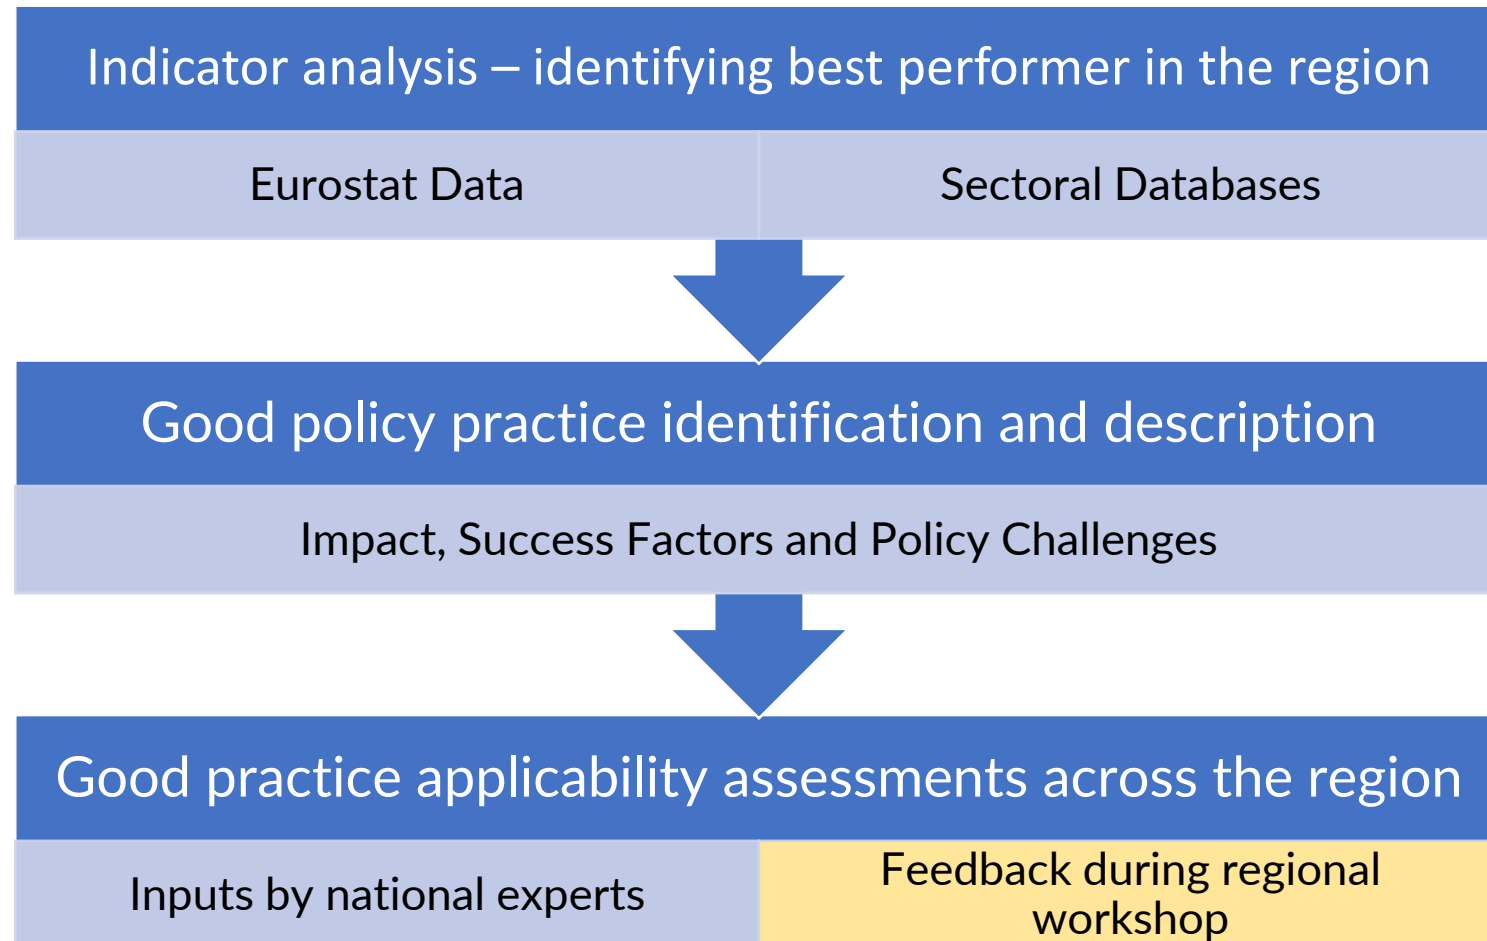 Indicator analysis – identifying best performer in the region
Eurostat Data
Sectoral Databases
Good policy practice identification and description
Impact, Success Factors and Policy Challenges
Good practice applicability assessments across the region
Inputs by national experts
Feedback during regional
workshop